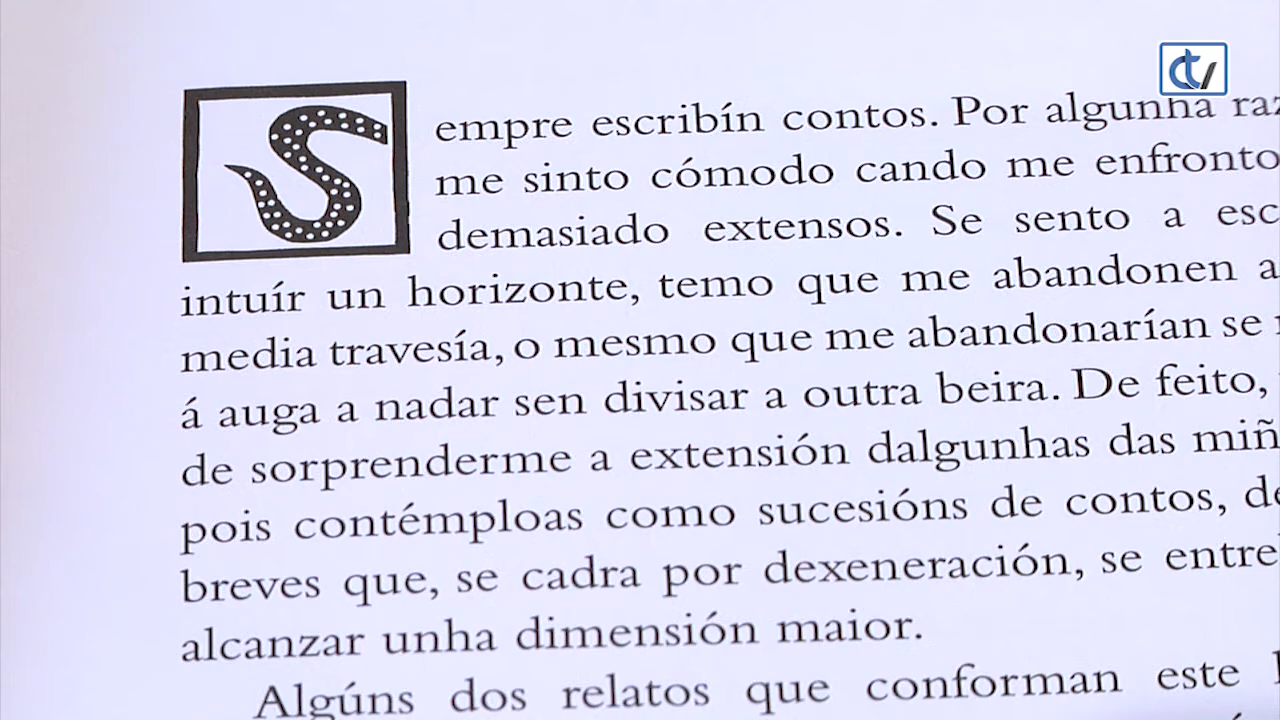 Sempre escribín contos. Por algunha
me sinto cómodo cando me enfronto
demasiado extensos. Se sento a
intuír un horizonte, temo que me abandonen
media travesía, o mesmo que me abandonarían se
á auga a nadar sen divisar a outra beira. De feito,
de sorprenderme a extensión dalgunhas das
pois contémploas como sucesións de contos,
breves que, se cadra por dexeneración, se
alcanzar unha dimensión maior.
Algúns dos relatos que conforman este